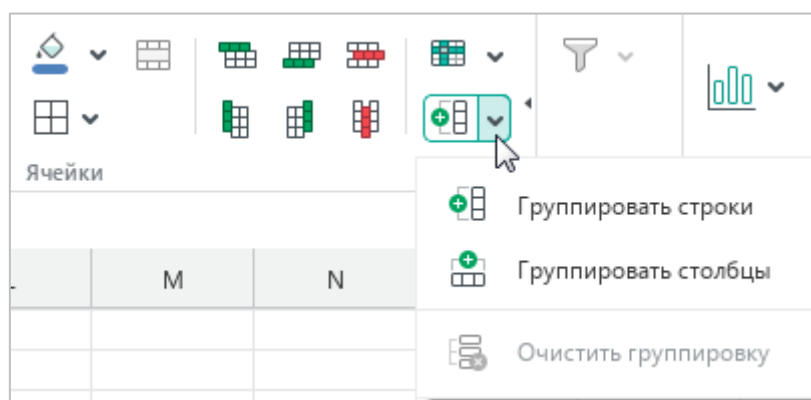 Ячейки
Группировать строки
M
N
Группировать столбцы
Очистить группировку